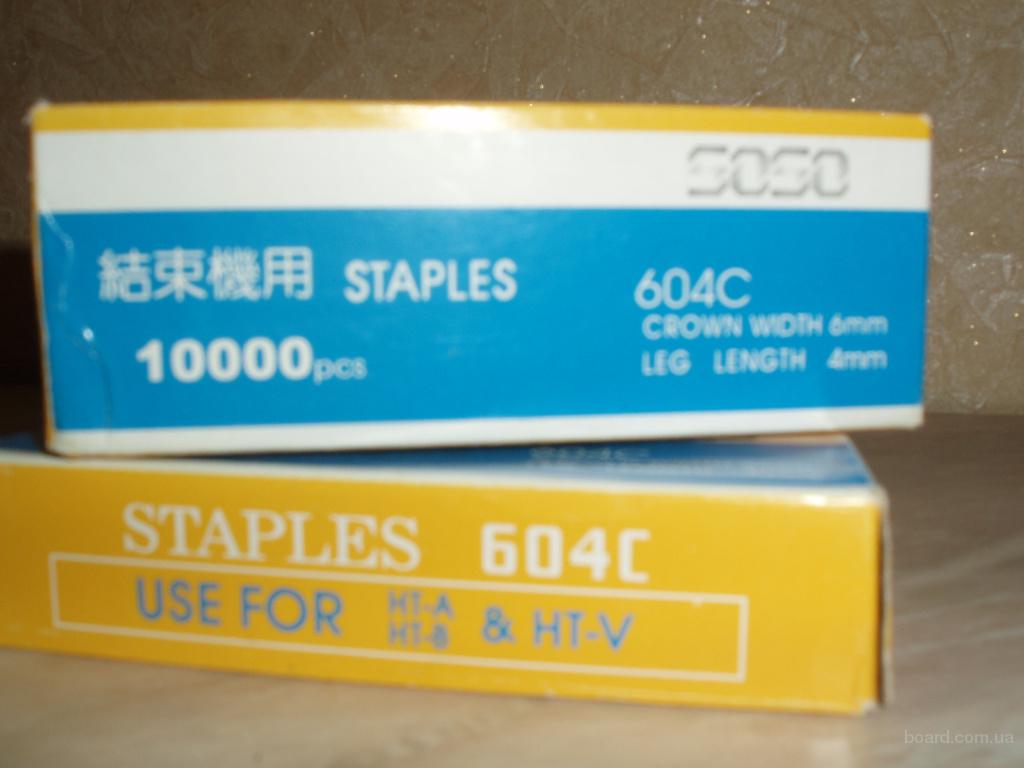 SOSO
結束機用 STAPLES
10000pcs
604C
CROWN WIDTH 6mm
LEG LENGTH 4mm
604C
STAPLES 604C
USE FOR HT-A & HT-V
HT-B
board.com.ua